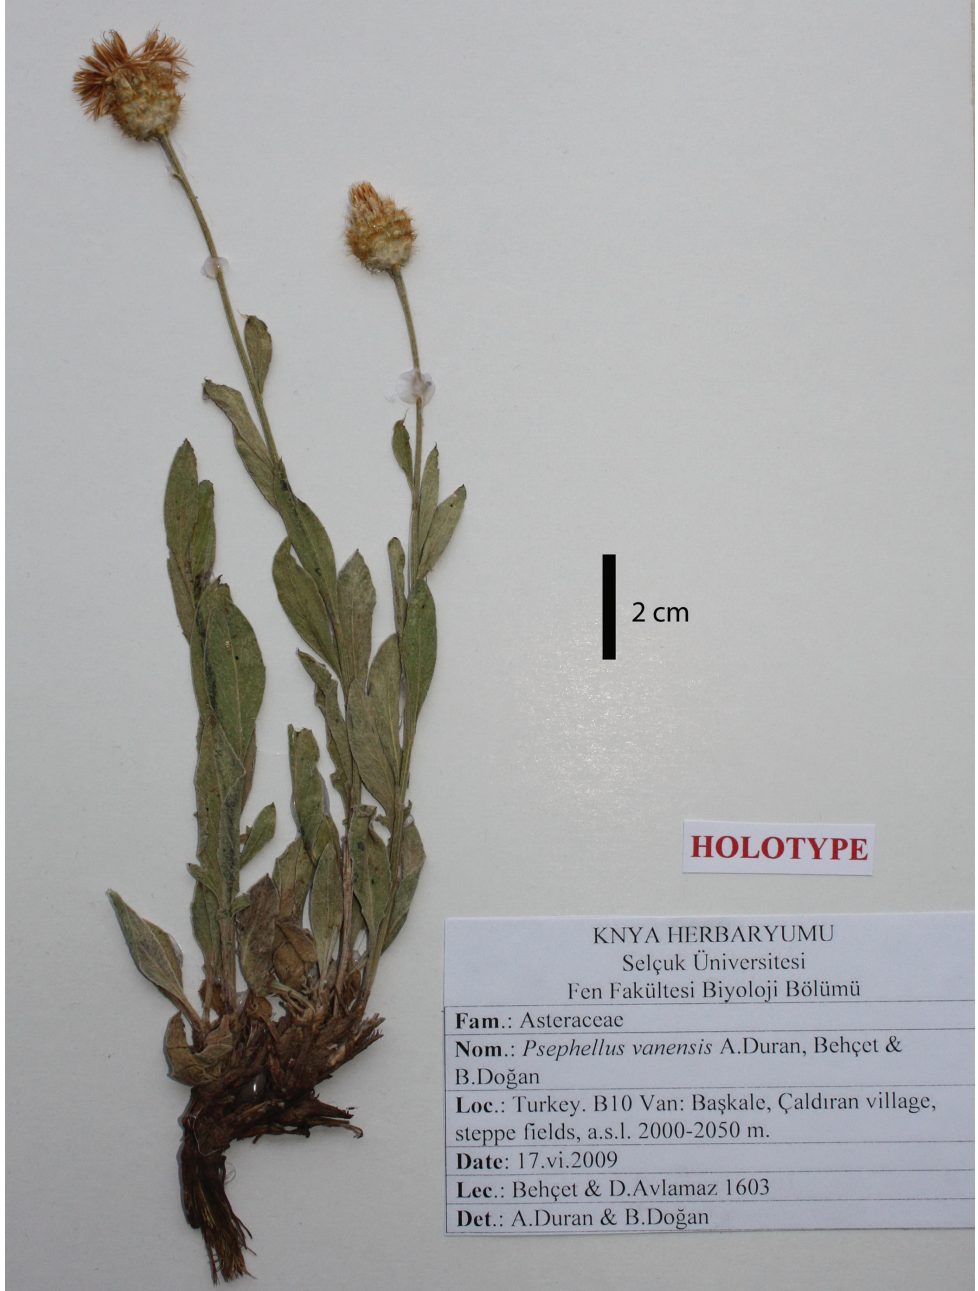 2 cm
HOLOTYPE
KNYA HERBARYUMU
Selçuk Üniversitesi
Fen Fakültesi Biyoloji Bölümü
Fam.: Asteraceae
Nom.: Psephellus vanensis A.Duran, Behçet &
B.Doğan
Loc.: Turkey. B10 Van: Başkale, Çaldıran village,
steppe fields, a.s.l. 2000-2050 m.
Date: 17.vi.2009
Lec.: Behçet & D.Avlamaz 1603
Det.: A.Duran & B.Doğan